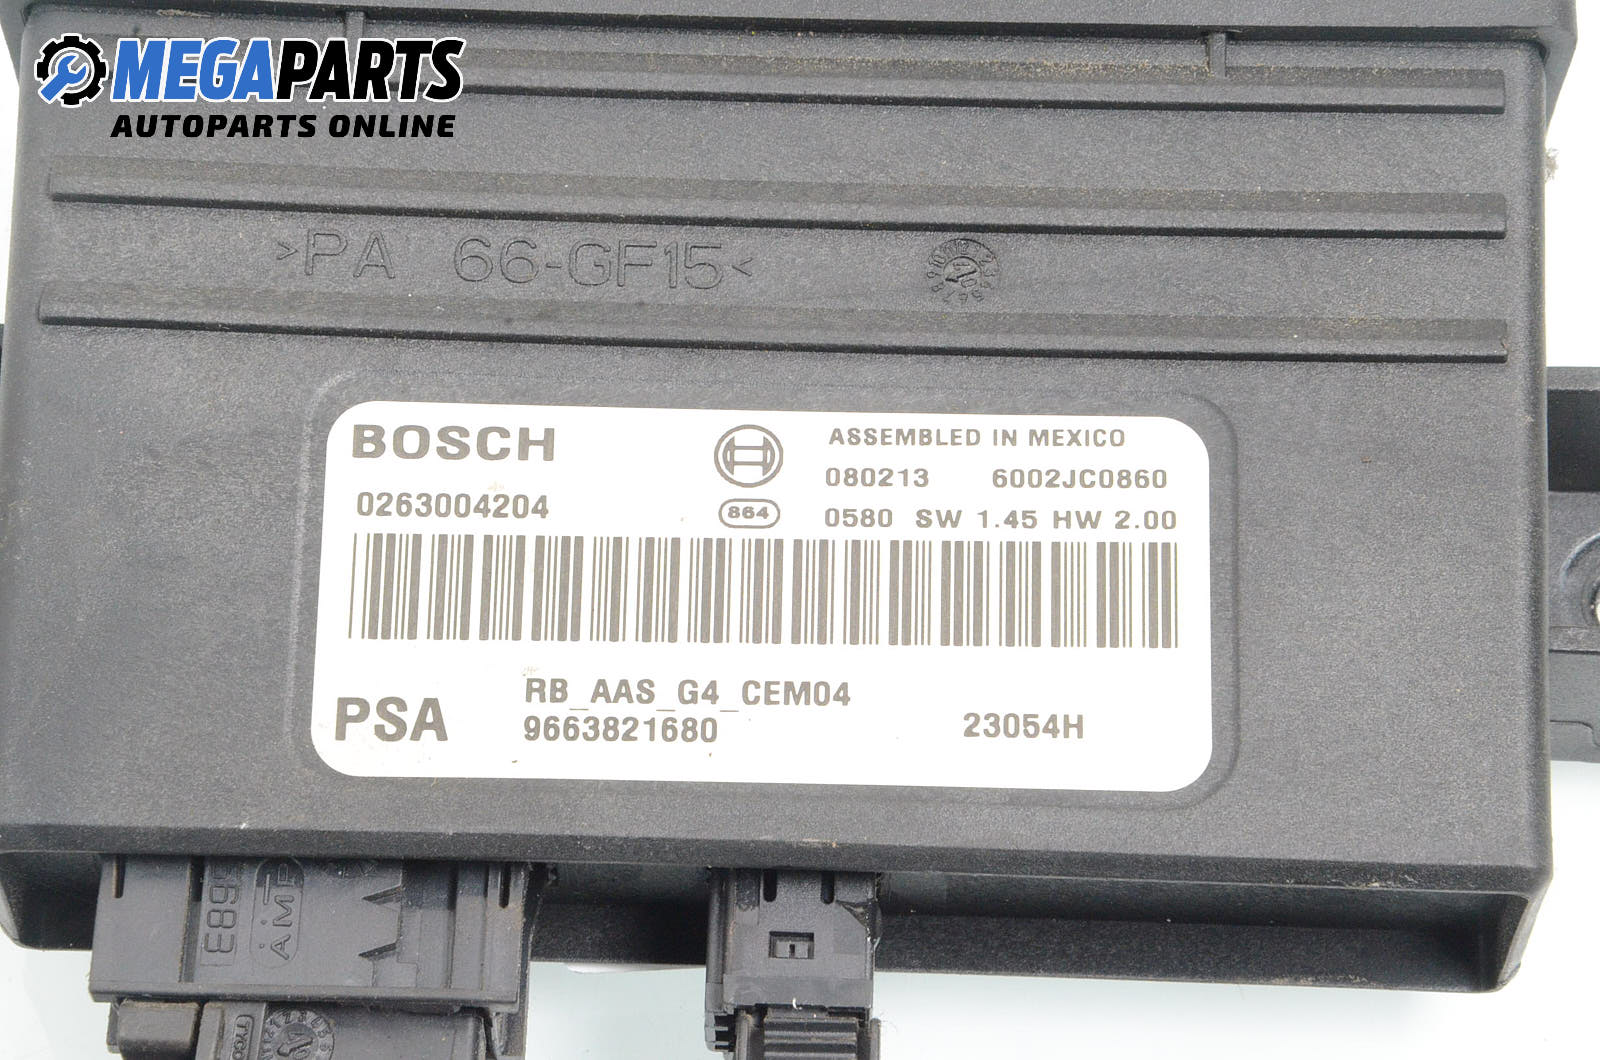 MEGAPARTS
AUTOPARTS ONLINE
>PA 66-GF15<
BOSCH
ASSEMBLED IN MEXICO
080213 6002JC0860
0263004204
864
0580 SW 1.45 HW 2.00
RB_AAS_G4_CEM04
PSA
9663821680
23054H
AMP
TYCO